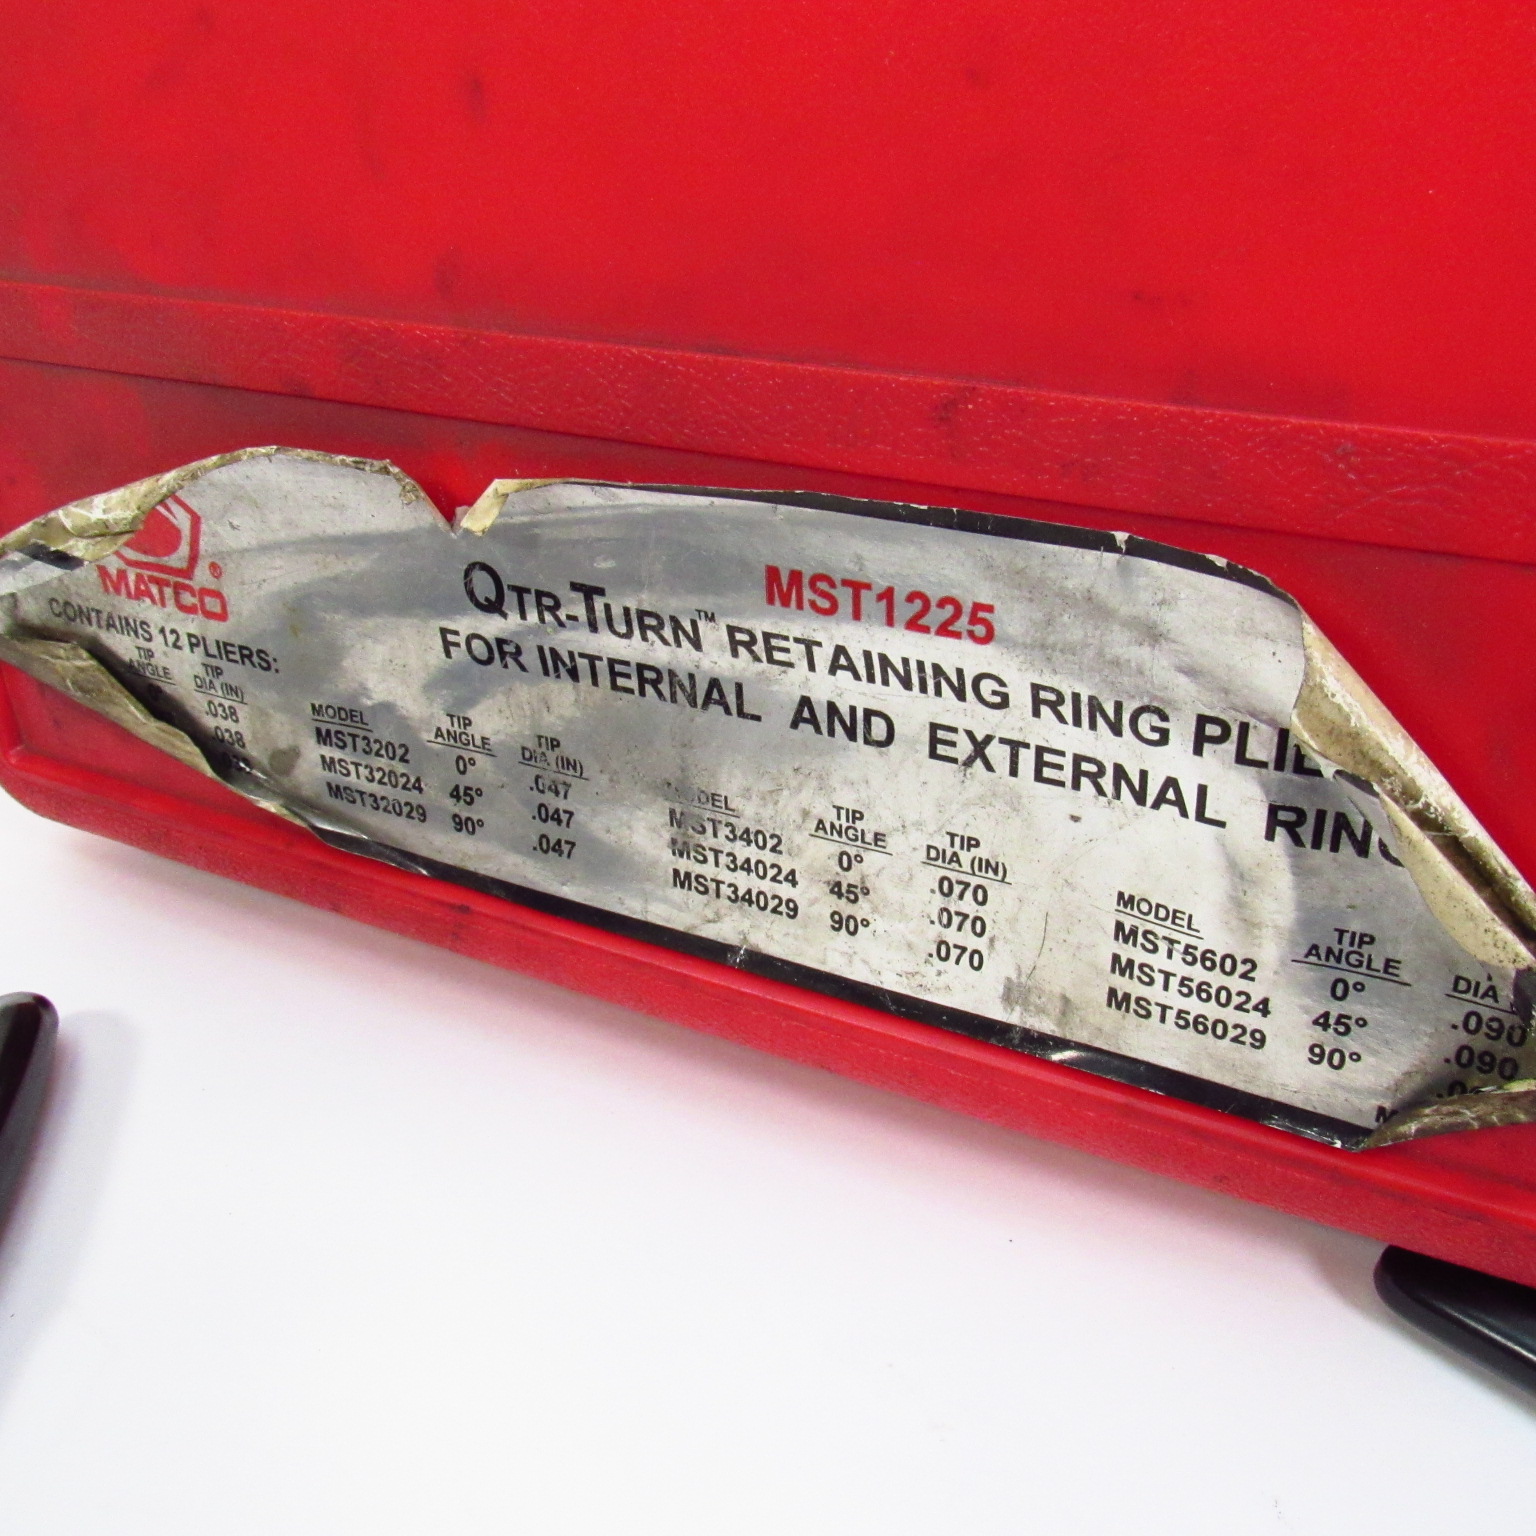 MATCO®
MST1225
QTR-TURN™ RETAINING RING
FOR INTERNAL AND EXTERNAL
CONTAINS 12 PLIERS:
TIP ANGLE TIP DIA (IN)
.038
.038
MODEL TIP ANGLE TIP DIA (IN)
MST3202 0° .047
MST32024 45° .047
MST32029 90° .047
MODEL TIP ANGLE TIP DIA (IN)
MST3402 0° .070
MST34024 45° .070
MST34029 90° .070
MODEL TIP ANGLE DIA
MST5602 0° .090
MST56024 45° .090
MST56029 90°